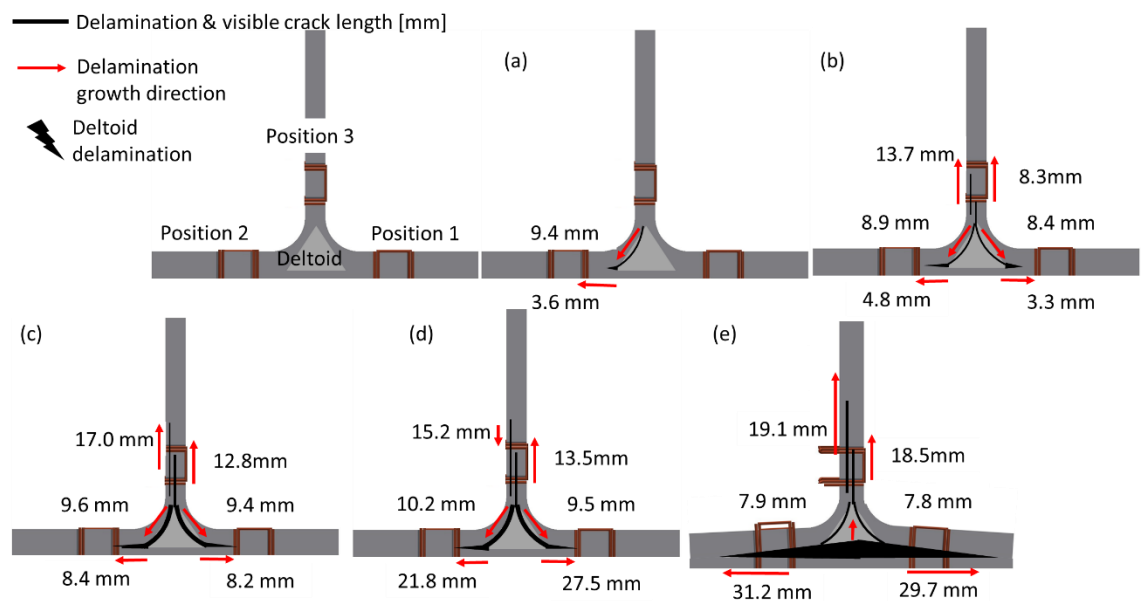 Delamination & visible crack length [mm]
Delamination
growth direction
Deltoid
delamination
Position 3
Position 2
Position 1
Deltoid
(a)
9.4 mm
3.6 mm
(b)
13.7 mm
8.3mm
8.9 mm
8.4 mm
4.8 mm
3.3 mm
(c)
17.0 mm
12.8mm
9.6 mm
9.4 mm
8.4 mm
8.2 mm
(d)
15.2 mm
13.5mm
10.2 mm
9.5 mm
21.8 mm
27.5 mm
(e)
19.1 mm
18.5mm
7.9 mm
7.8 mm
31.2 mm
29.7 mm